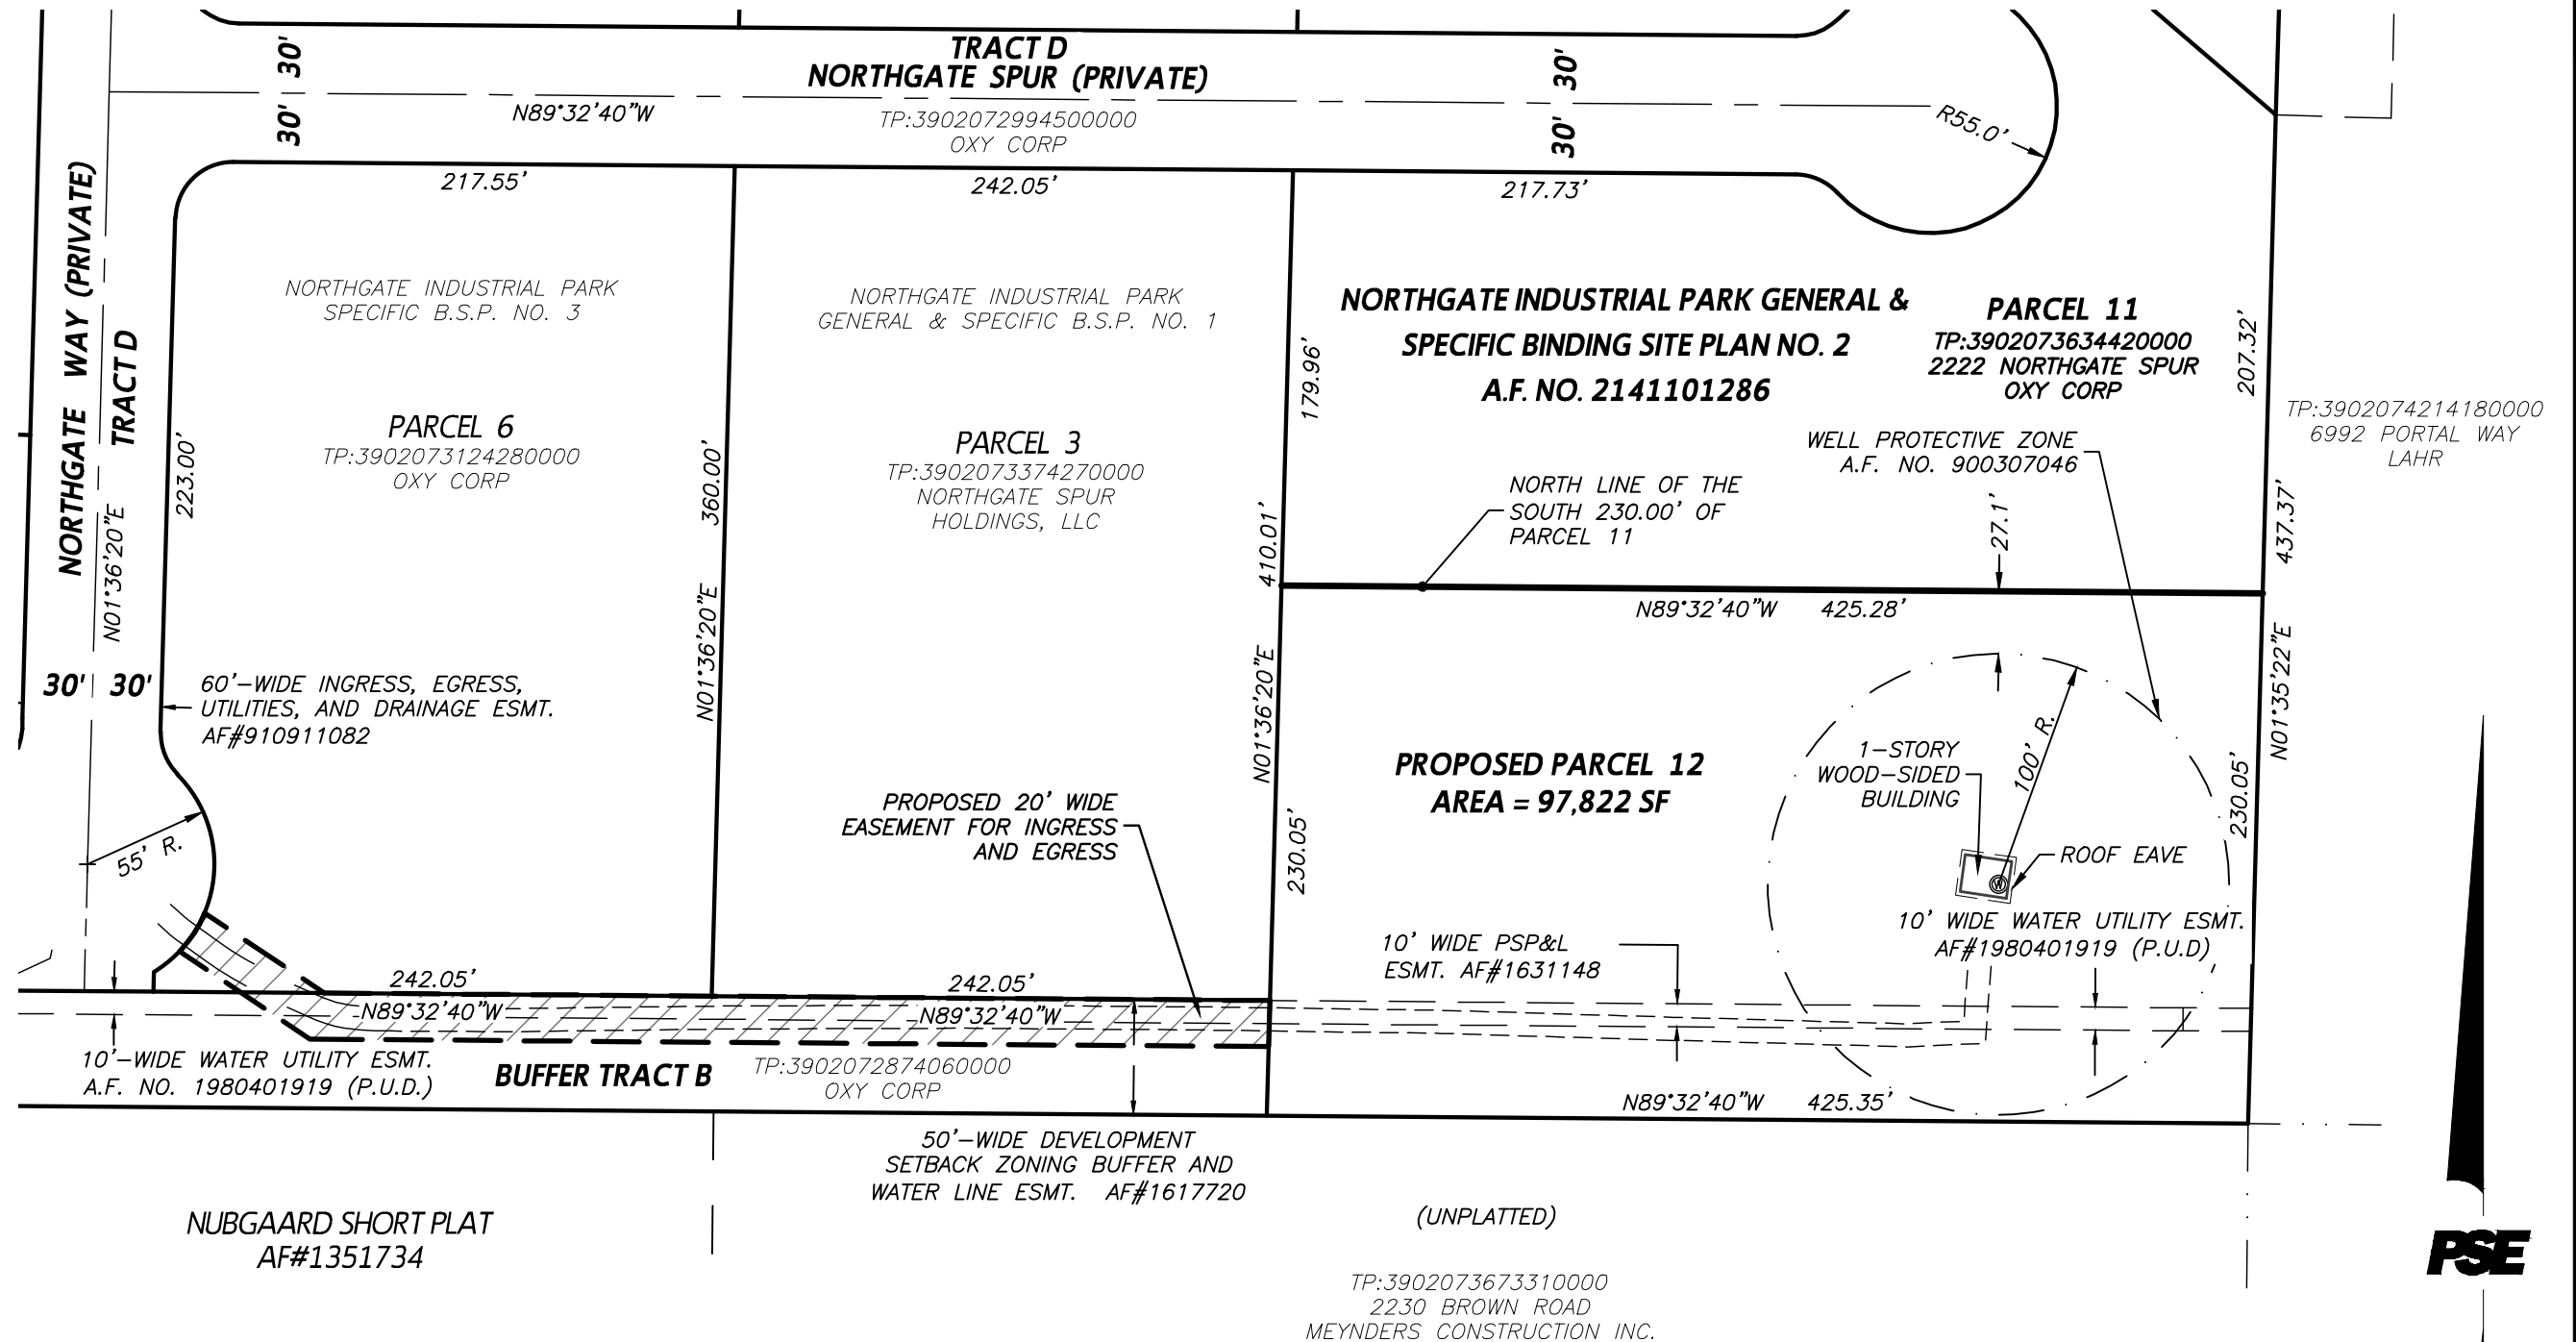 TRACT D
NORTHGATE SPUR (PRIVATE)
30' 30'
30' 30'
N89°32'40"W
TP:3902072994500000
OXY CORP
R55.0'
217.55'
242.05'
217.73'
NORTHGATE WAY (PRIVATE)
TRACT D
N01°36'20"E
30' 30'
223.00'
NORTHGATE INDUSTRIAL PARK
SPECIFIC B.S.P. NO. 3
PARCEL 6
TP:3902073124280000
OXY CORP
360.00'
N01°36'20"E
60'-WIDE INGRESS, EGRESS,
UTILITIES, AND DRAINAGE ESMT.
AF#910911082
55' R.
NORTHGATE INDUSTRIAL PARK
GENERAL & SPECIFIC B.S.P. NO. 1
PARCEL 3
TP:3902073374270000
NORTHGATE SPUR
HOLDINGS, LLC
PROPOSED 20' WIDE
EASEMENT FOR INGRESS
AND EGRESS
179.96'
410.01'
N01°36'20"E
230.05'
NORTHGATE INDUSTRIAL PARK GENERAL &
SPECIFIC BINDING SITE PLAN NO. 2
A.F. NO. 2141101286
PARCEL 11
TP:3902073634420000
2222 NORTHGATE SPUR
OXY CORP
207.32'
TP:3902074214180000
6992 PORTAL WAY
LAHR
437.37'
N01°35'22"E
WELL PROTECTIVE ZONE
A.F. NO. 900307046
NORTH LINE OF THE
SOUTH 230.00' OF
PARCEL 11
27.1'
N89°32'40"W 425.28'
PROPOSED PARCEL 12
AREA = 97,822 SF
1-STORY
WOOD-SIDED
BUILDING
100' R.
230.05'
W
ROOF EAVE
10' WIDE WATER UTILITY ESMT.
AF#1980401919 (P.U.D)
10' WIDE PSP&L
ESMT. AF#1631148
242.05'
N89°32'40"W
242.05'
N89°32'40"W
10'-WIDE WATER UTILITY ESMT.
A.F. NO. 1980401919 (P.U.D.)
BUFFER TRACT B
TP:3902072874060000
OXY CORP
N89°32'40"W 425.35'
50'-WIDE DEVELOPMENT
SETBACK ZONING BUFFER AND
WATER LINE ESMT. AF#1617720
NUBGAARD SHORT PLAT
AF#1351734
(UNPLATTED)
TP:3902073673310000
2230 BROWN ROAD
MEYNDERS CONSTRUCTION INC.
PSE